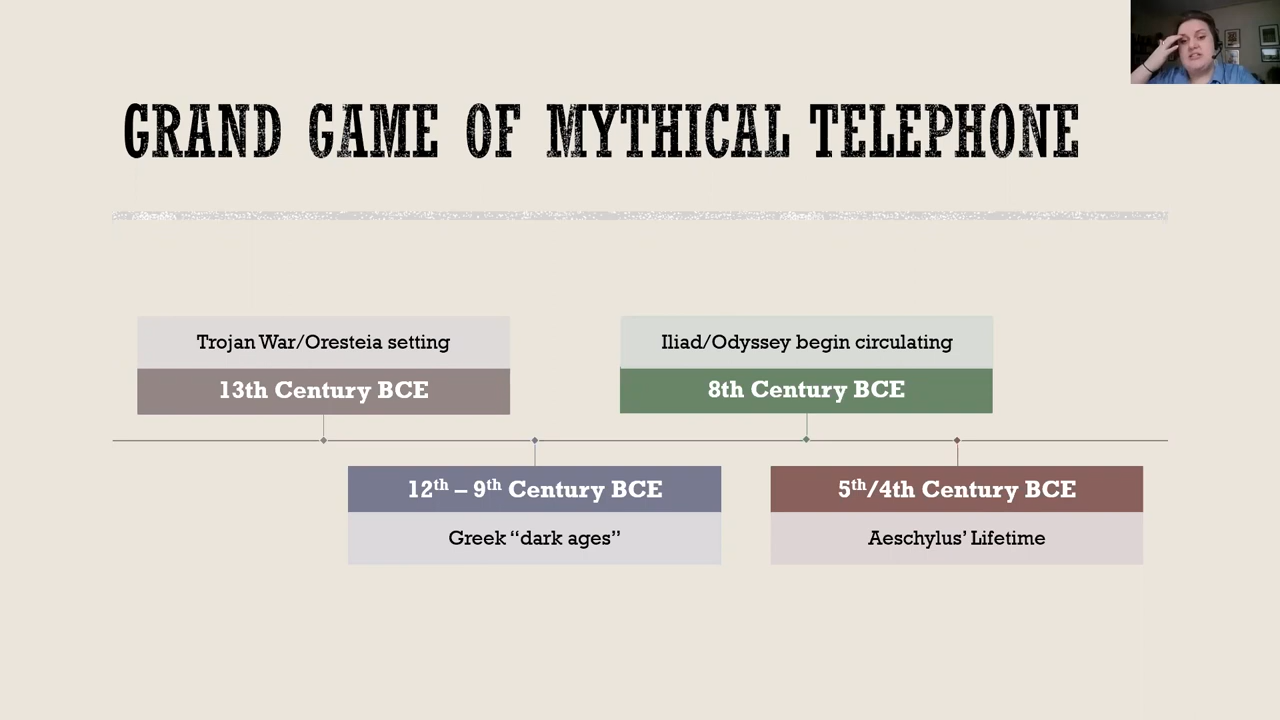 GRAND GAME OF MYTHICAL TELEPHONE
Trojan War/Oresteia setting
13th Century BCE
12th – 9th Century BCE
Greek “dark ages”
Iliad/Odyssey begin circulating
8th Century BCE
5th/4th Century BCE
Aeschylus’ Lifetime